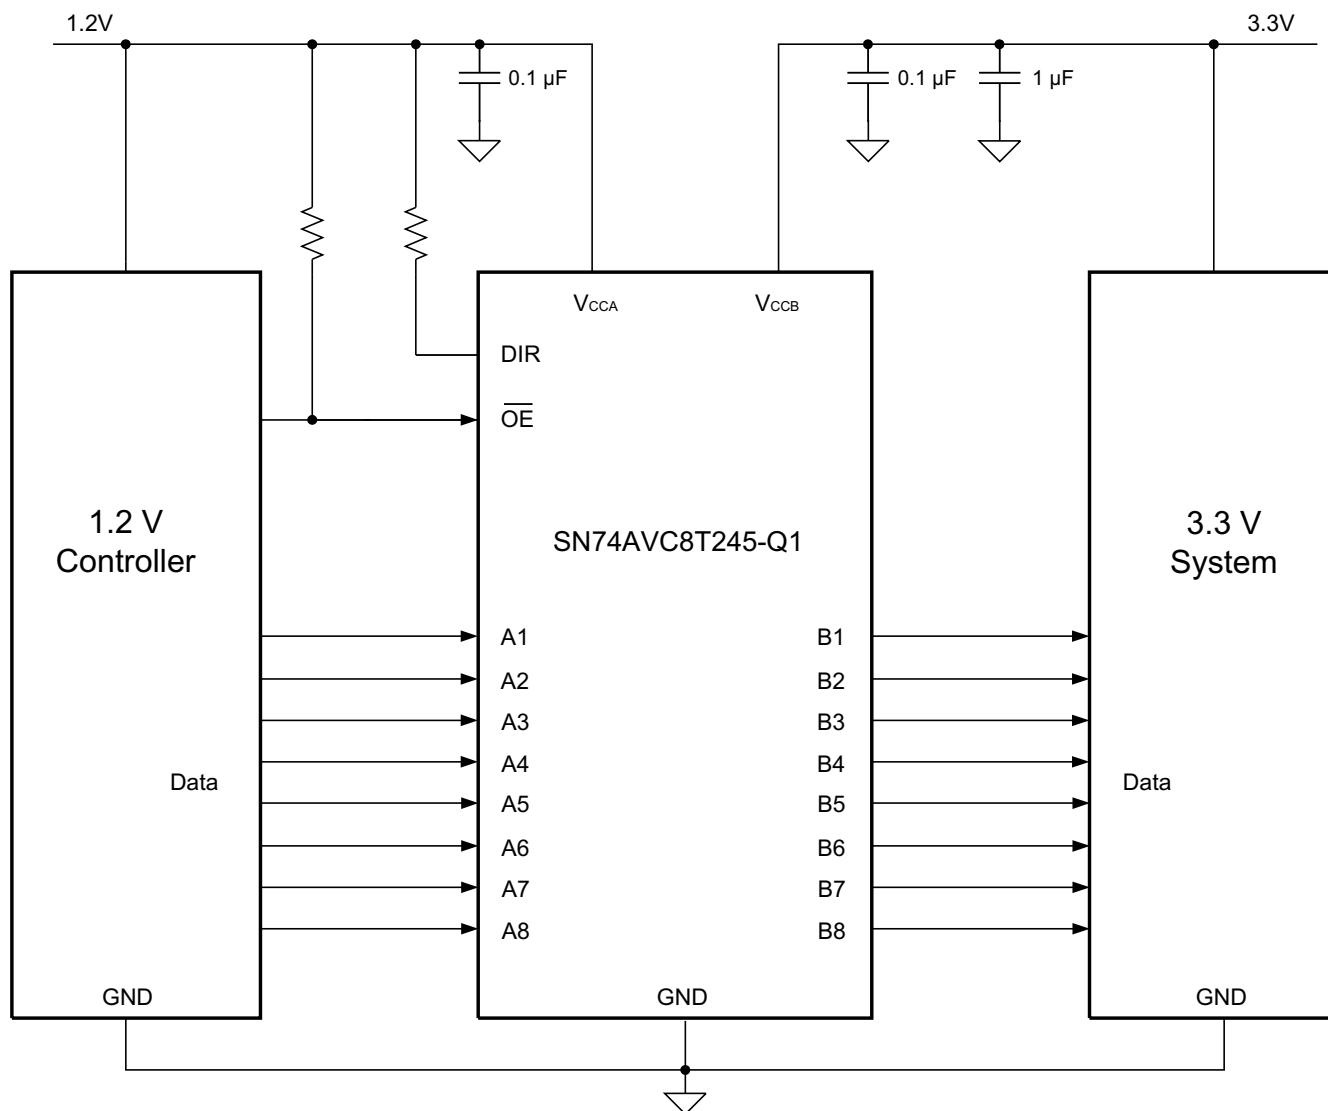 1.2V
3.3V
0.1 µF
0.1 µF
1 µF
VCCA
VCCB
DIR
OE
1.2 V
Controller
SN74AVC8T245-Q1
3.3 V
System
A1
B1
A2
B2
A3
B3
A4
B4
Data
Data
A5
B5
A6
B6
A7
B7
A8
B8
GND
GND
GND